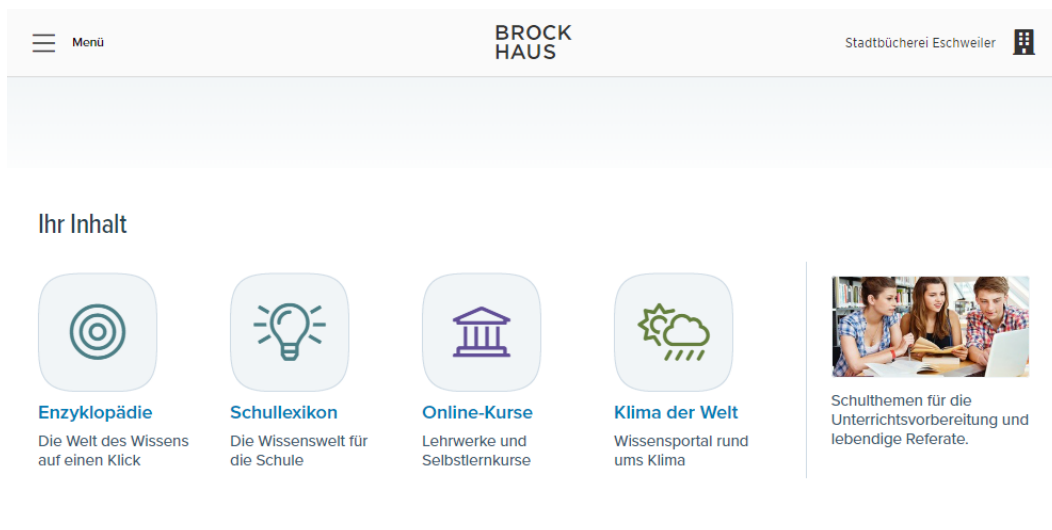 Menü
BROCK
HAUS
Stadtbücherei Eschweiler
Ihr Inhalt
Enzyklopädie
Die Welt des Wissens
auf einen Klick
Schullexikon
Die Wissenswelt für
die Schule
Online-Kurse
Lehrwerke und
Selbstlernkurse
Klima der Welt
Wissensportal rund
ums Klima
Schulthemen für die
Unterrichtsvorbereitung und
lebendige Referate.